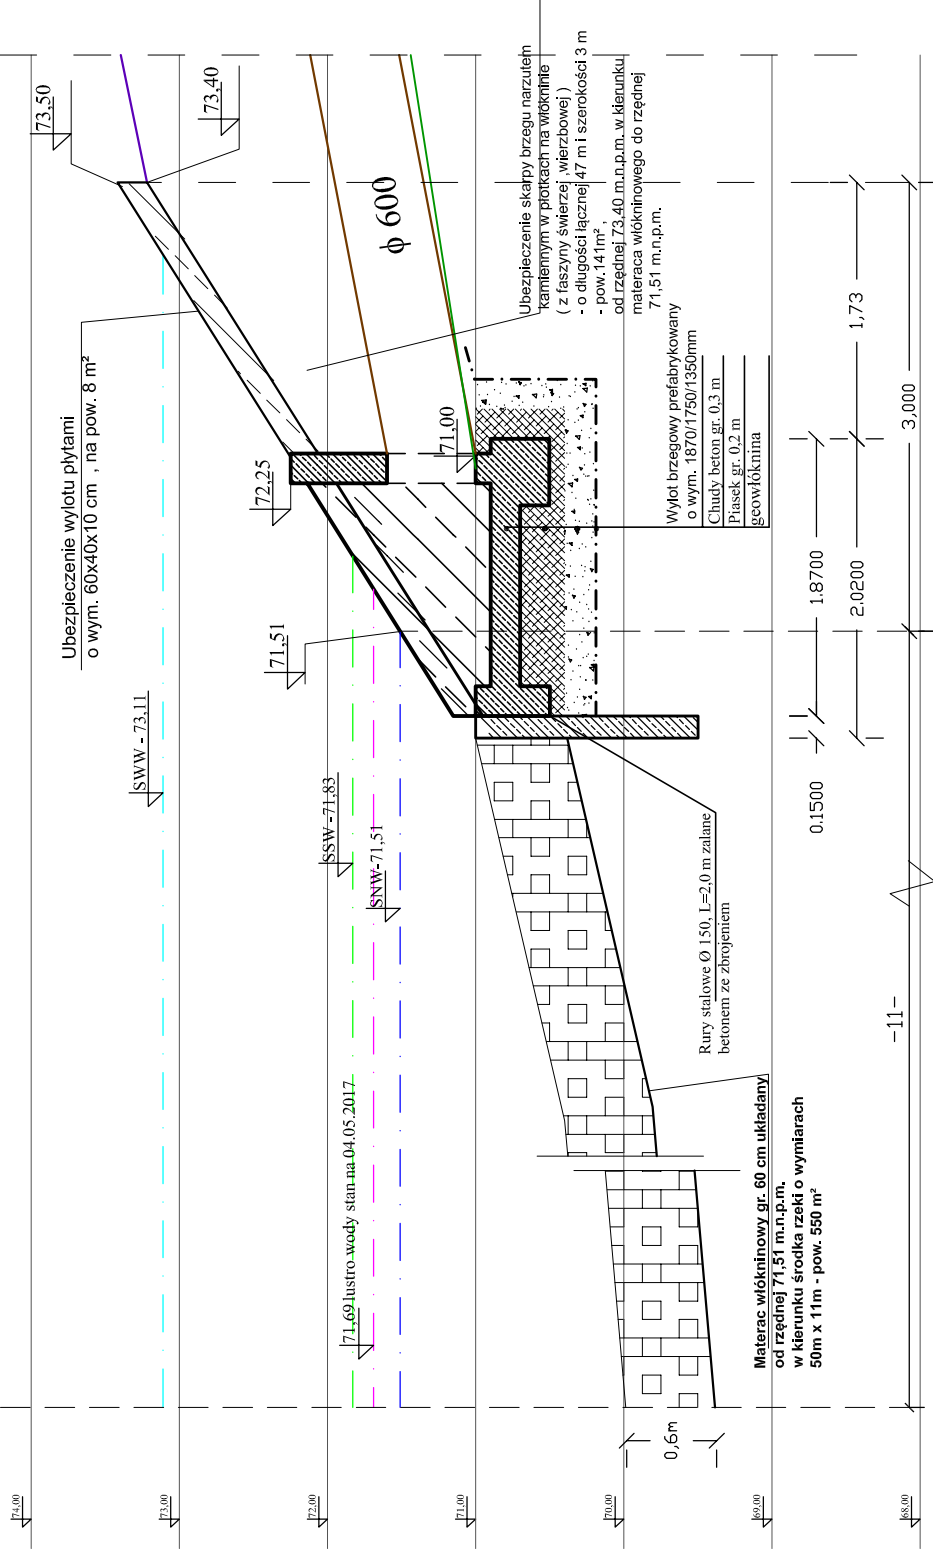 73,50
73,40
Ubezpieczenie wylotu płytami
o wym. 60x40x10 cm , na pow. 8 m²
φ 600
Ubezpieczenie skarpy brzegu narzutem
kamiennym w płotkach na włókninie
( z faszyny świerzej ,wierzbowej )
- o długości łącznej 47 m i szerokości 3 m
- pow.141m² ,
od rzędnej 73,40 m.n.p.m. w kierunku
materaca włókninowego do rzędnej
71,51 m.n.p.m.
72,25
71,00
71,51
Wylot brzegowy prefabrykowany
o wym. 1870/1750/1350mm
Chudy beton gr. 0,3 m
Piasek gr. 0,2 m
geowłóknina
SWW - 73,11
SSW -71,83
SNW-71,51
71,69 lustro wody stan na 04.05.2017
Rury stalowe Ø 150, L=2,0 m zalane
betonem ze zbrojeniem
Materac włókninowy gr. 60 cm układany
od rzędnej 71,51 m.n.p.m.
w kierunku środka rzeki o wymiarach
50m x 11m - pow. 550 m²
0.1500
1.8700
2.0200
1,73
3,000
-11-
0,6m
74,00
73,00
72,00
71,00
70,00
69,00
68,00